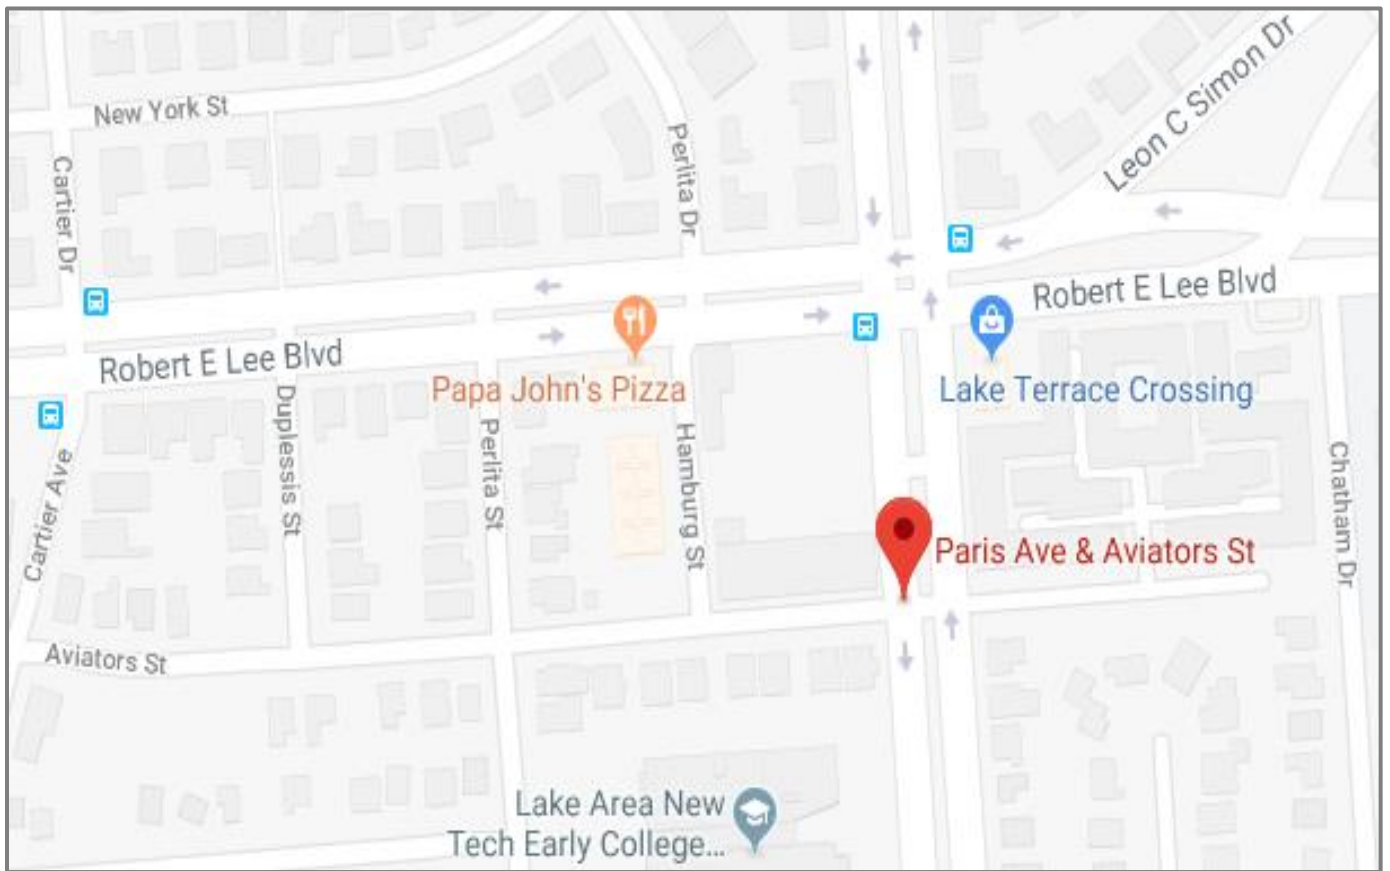 New York St
Leon C Simon Dr
Perlita Dr
Cartier Dr
Robert E Lee Blvd
Robert E Lee Blvd
Papa John's Pizza
Lake Terrace Crossing
Duplessis St
Perlita St
Hamburg St
Cartier Ave
Chatham Dr
Paris Ave & Aviators St
Aviators St
Lake Area New
Tech Early College...